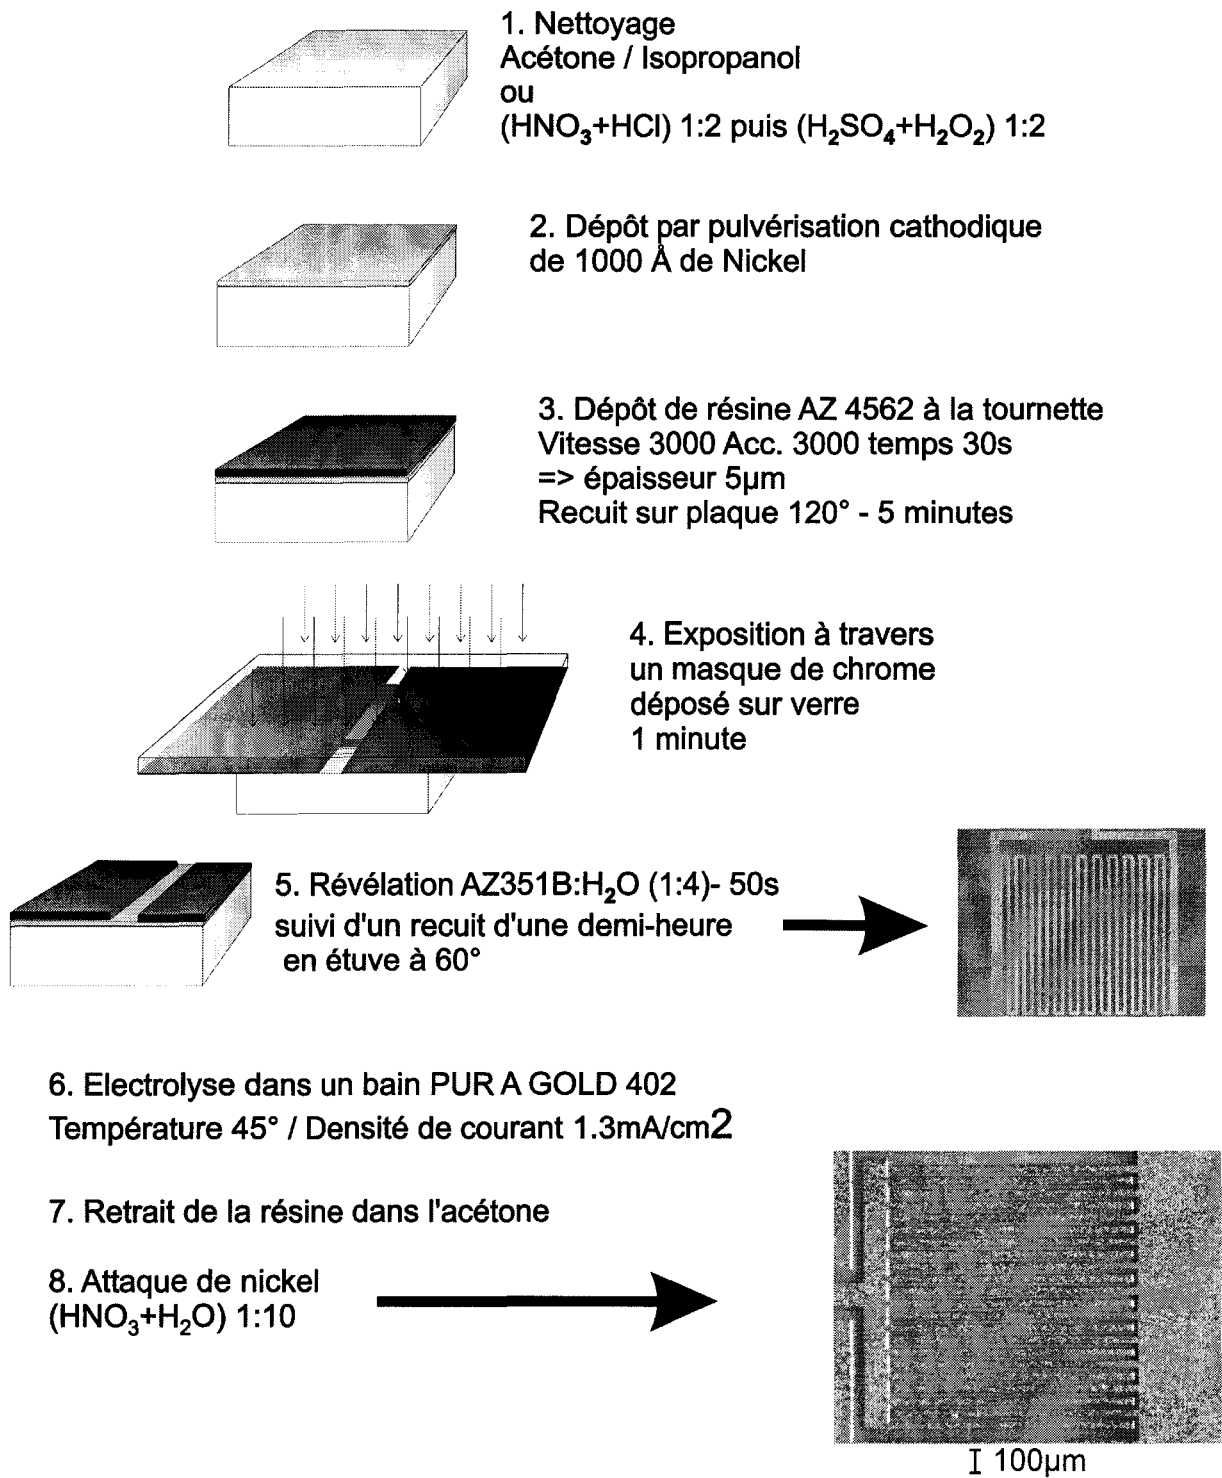 1. Nettoyage
Acétone / Isopropanol
ou
(HNO₃+HCl) 1:2 puis (H₂SO₄+H₂O₂) 1:2
2. Dépôt par pulvérisation cathodique
de 1000 Å de Nickel
3. Dépôt de résine AZ 4562 à la tournette
Vitesse 3000 Acc. 3000 temps 30s
=> épaisseur 5µm
Recuit sur plaque 120° - 5 minutes
4. Exposition à travers
un masque de chrome
déposé sur verre
1 minute
5. Révélation AZ351B:H₂O (1:4)- 50s
suivi d'un recuit d'une demi-heure
en étuve à 60°
6. Electrolyse dans un bain PUR A GOLD 402
Température 45° / Densité de courant 1.3mA/cm2
7. Retrait de la résine dans l'acétone
8. Attaque de nickel
(HNO₃+H₂O) 1:10
100µm